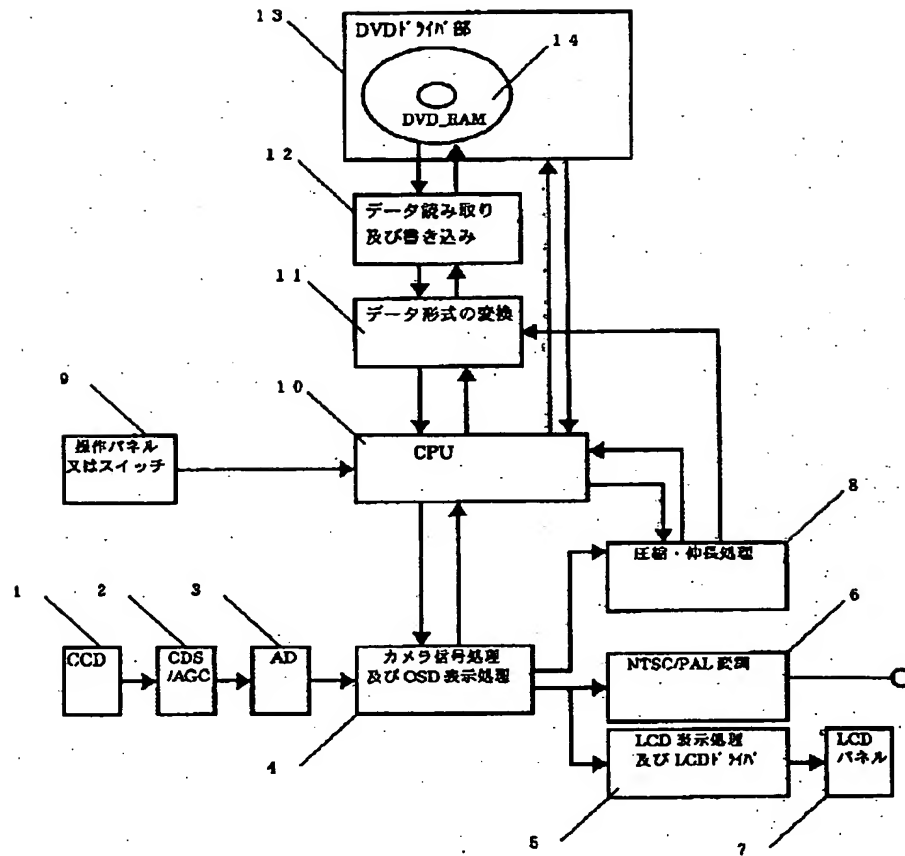 13
DVDﾄﾞﾗｲﾊﾞ部
14
DVD_RAM
12
データ読み取り
及び書き込み
11
データ形式の変換
9
10
操作パネル
又はスイッチ
CPU
8
圧縮・伸長処理
1
2
3
6
CCD
CDS
/AGC
AD
カメラ信号処理
及びOSD表示処理
NTSC/PAL変調
4
LCD表示処理
及びLCDﾄﾞﾗｲﾊﾞ
LCD
パネル
5
7